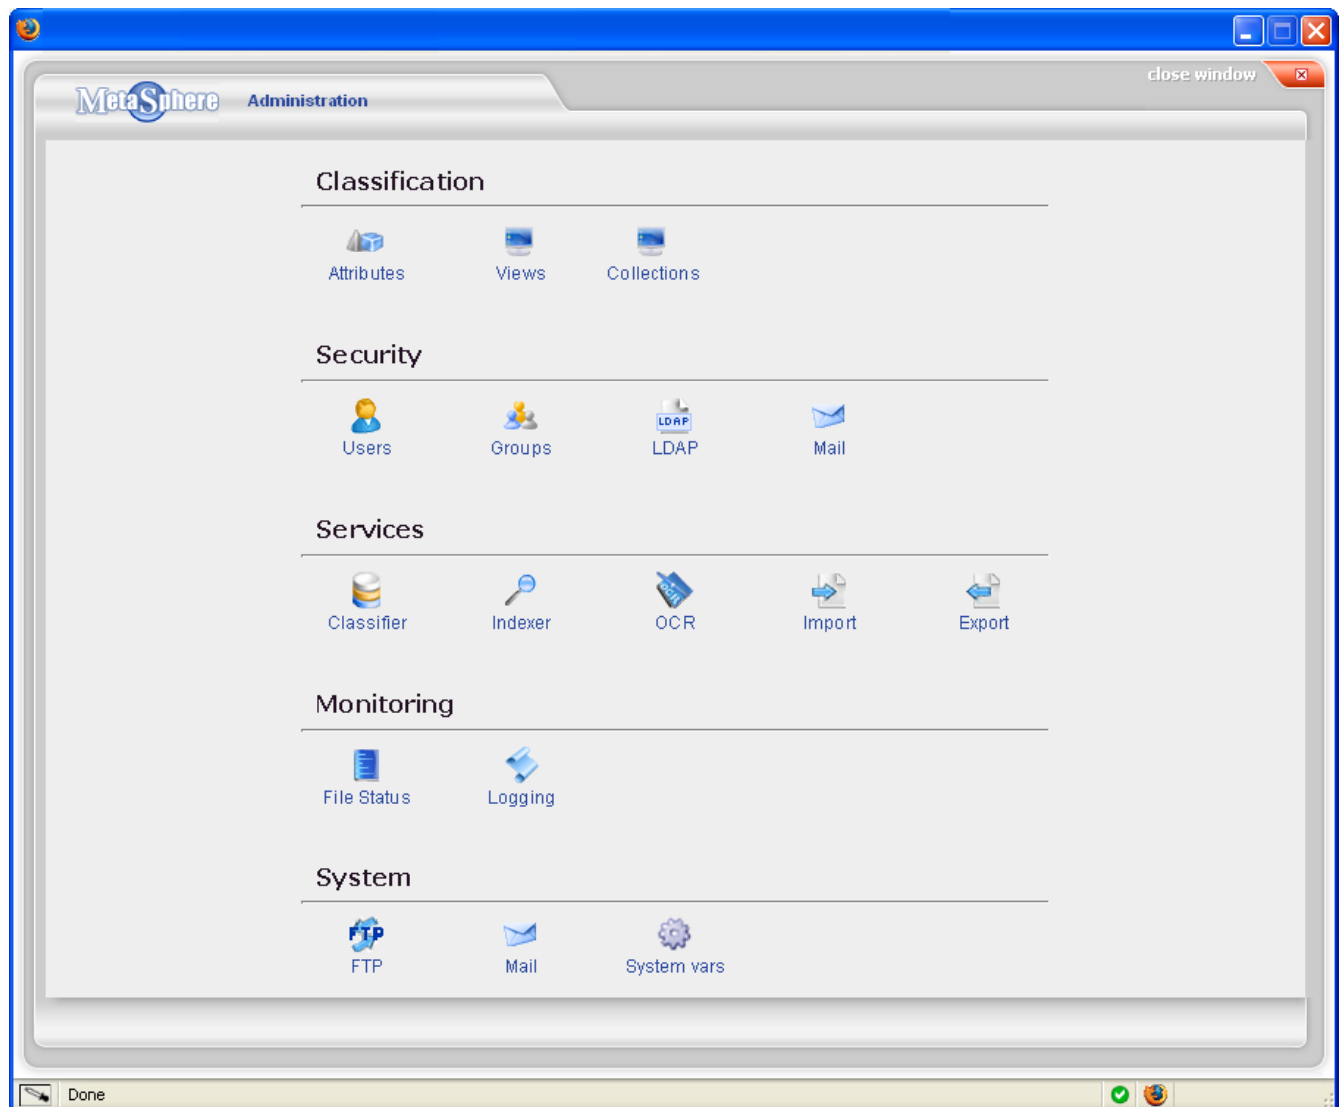 close window
MetaSphere Administration
Classification
Attributes Views Collections
Security
LDAP
Users Groups LDAP Mail
Services
OCR
Classifier Indexer OCR Import Export
Monitoring
File Status Logging
System
FTP
FTP Mail System vars
Done